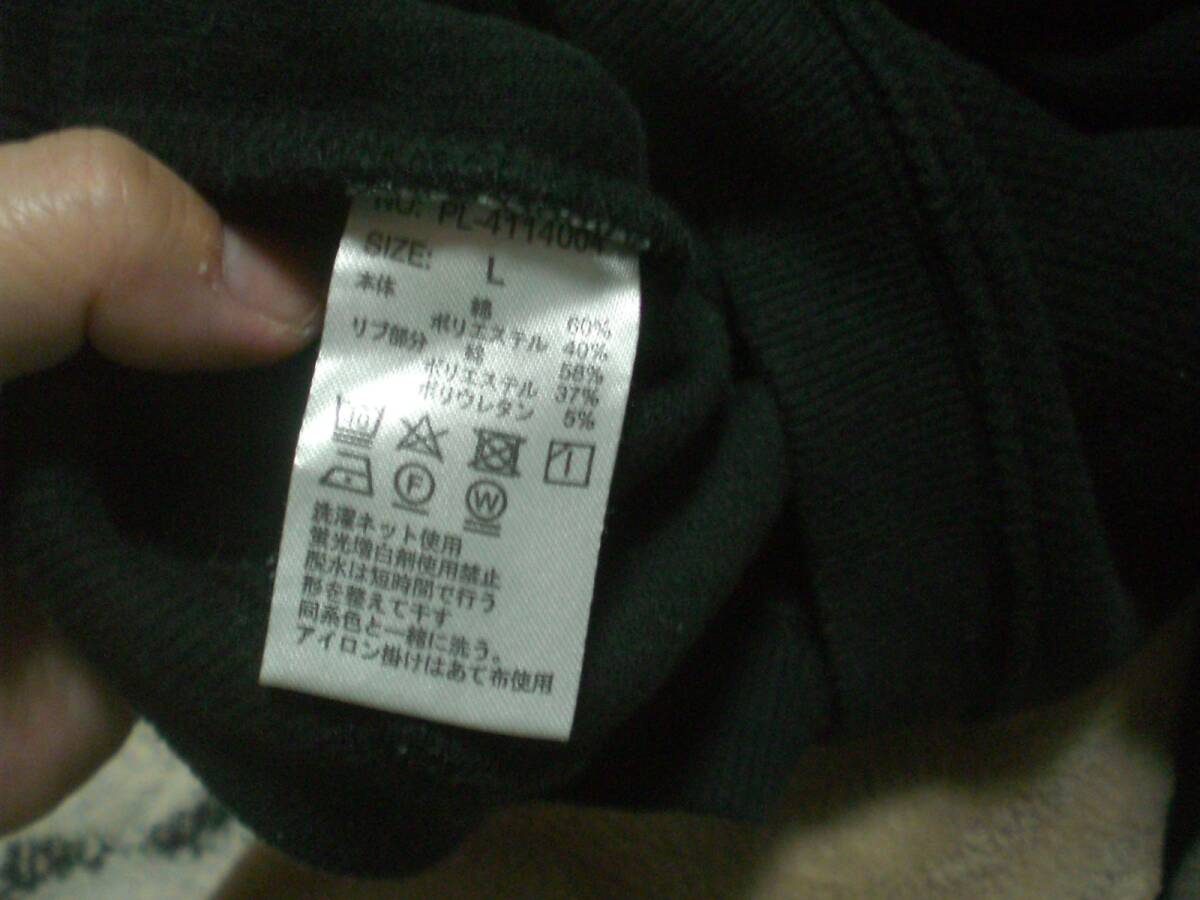 NO. PL-4114004
SIZE: L
本体 綿 60%
ポリエステル 40%
リブ部分 綿 58%
ポリエステル 37%
ポリウレタン 5%
F W
洗濯ネット使用
蛍光増白剤使用禁止
脱水は短時間で行う
形を整えて干す
同系色と一緒に洗う。
アイロン掛けはあて布使用